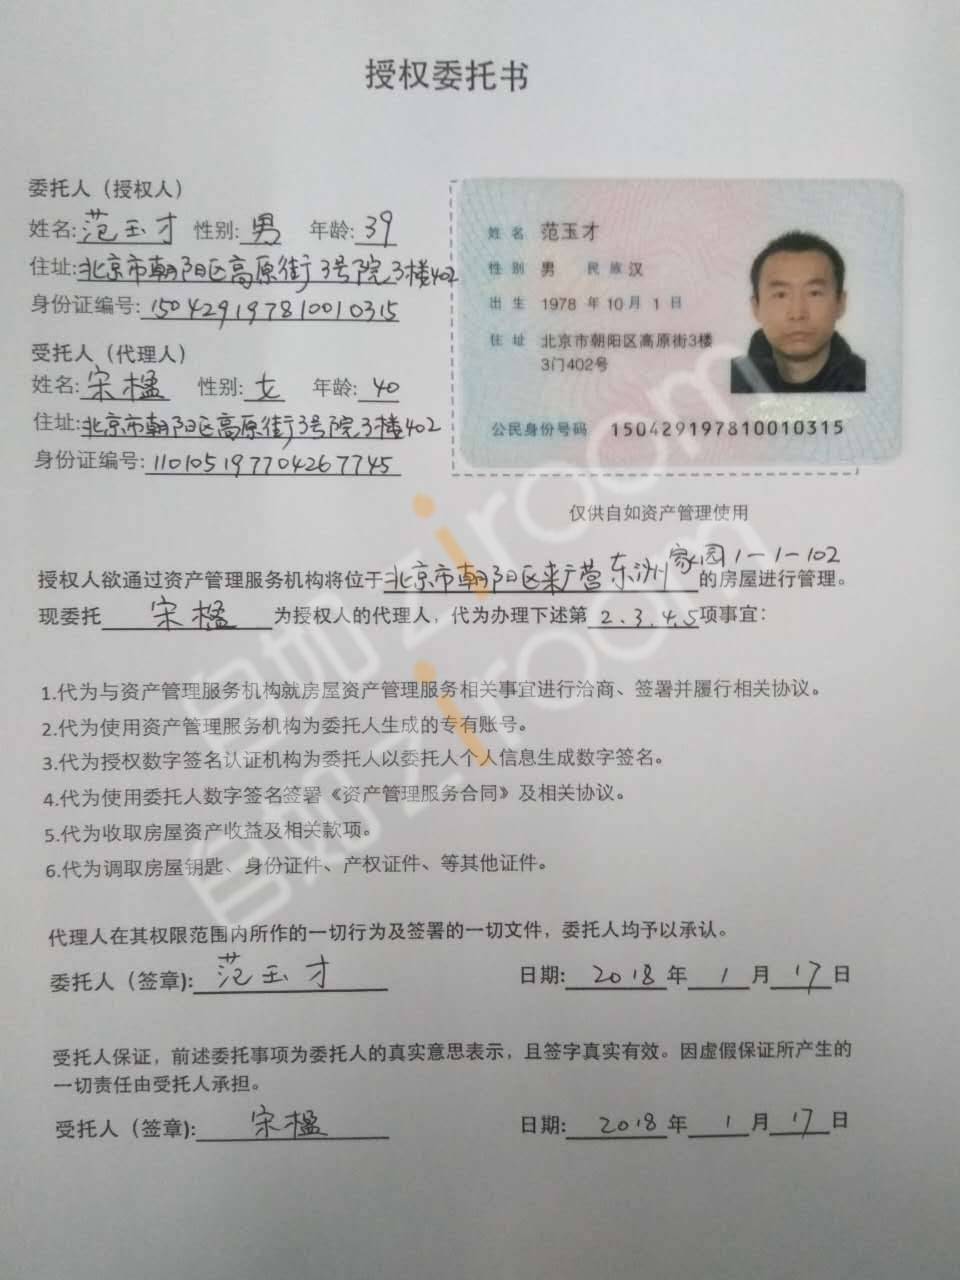 授权委托书
委托人（授权人）
姓名:范玉才 性别:男 年龄:39
住址:北京市朝阳区高原街3号院3楼402
身份证编号:150429197810010315
受托人（代理人）
姓名:宋楹 性别:女 年龄:40
住址:北京市朝阳区高原街3号院3楼402
身份证编号:110105197704267745
姓名 范玉才
性别 男 民族 汉
出生 1978 年 10 月 1 日
住址 北京市朝阳区高原街3楼
3门402号
公民身份号码 150429197810010315
仅供自如资产管理使用
授权人欲通过资产管理服务机构将位于北京市朝阳区来广营东洲家园1-1-102的房屋进行管理。
现委托 宋楹 为授权人的代理人，代为办理下述第2.3.4.5项事宜：
1.代为与资产管理服务机构就房屋资产管理服务相关事宜进行洽商、签署并履行相关协议。
2.代为使用资产管理服务机构为委托人生成的专有账号。
3.代为授权数字签名认证机构为委托人以委托人个人信息生成数字签名。
4.代为使用委托人数字签名签署《资产管理服务合同》及相关协议。
5.代为收取房屋资产收益及相关款项。
6.代为调取房屋钥匙、身份证件、产权证件、等其他证件。
代理人在其权限范围内所作的一切行为及签署的一切文件，委托人均予以承认。
委托人（签章):范玉才 日期:2018年1月17日
受托人保证，前述委托事项为委托人的真实意思表示，且签字真实有效。因虚假保证所产生的
一切责任由受托人承担。
受托人（签章):宋楹 日期:2018年1月17日
自如 ziroom
自如 ziroom